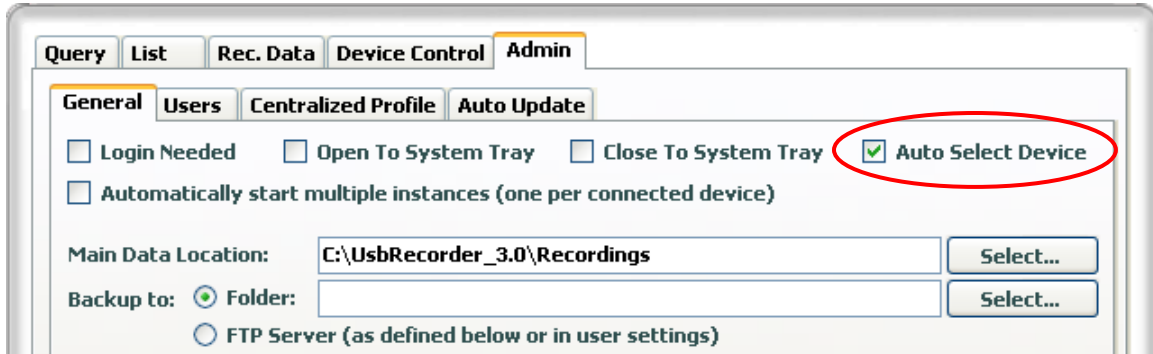 Query List Rec. Data Device Control Admin
General Users Centralized Profile Auto Update
Login Needed Open To System Tray Close To System Tray Auto Select Device
Automatically start multiple instances (one per connected device)
Main Data Location: C:\UsbRecorder_3.0\Recordings Select...
Backup to: Folder: Select...
FTP Server (as defined below or in user settings)